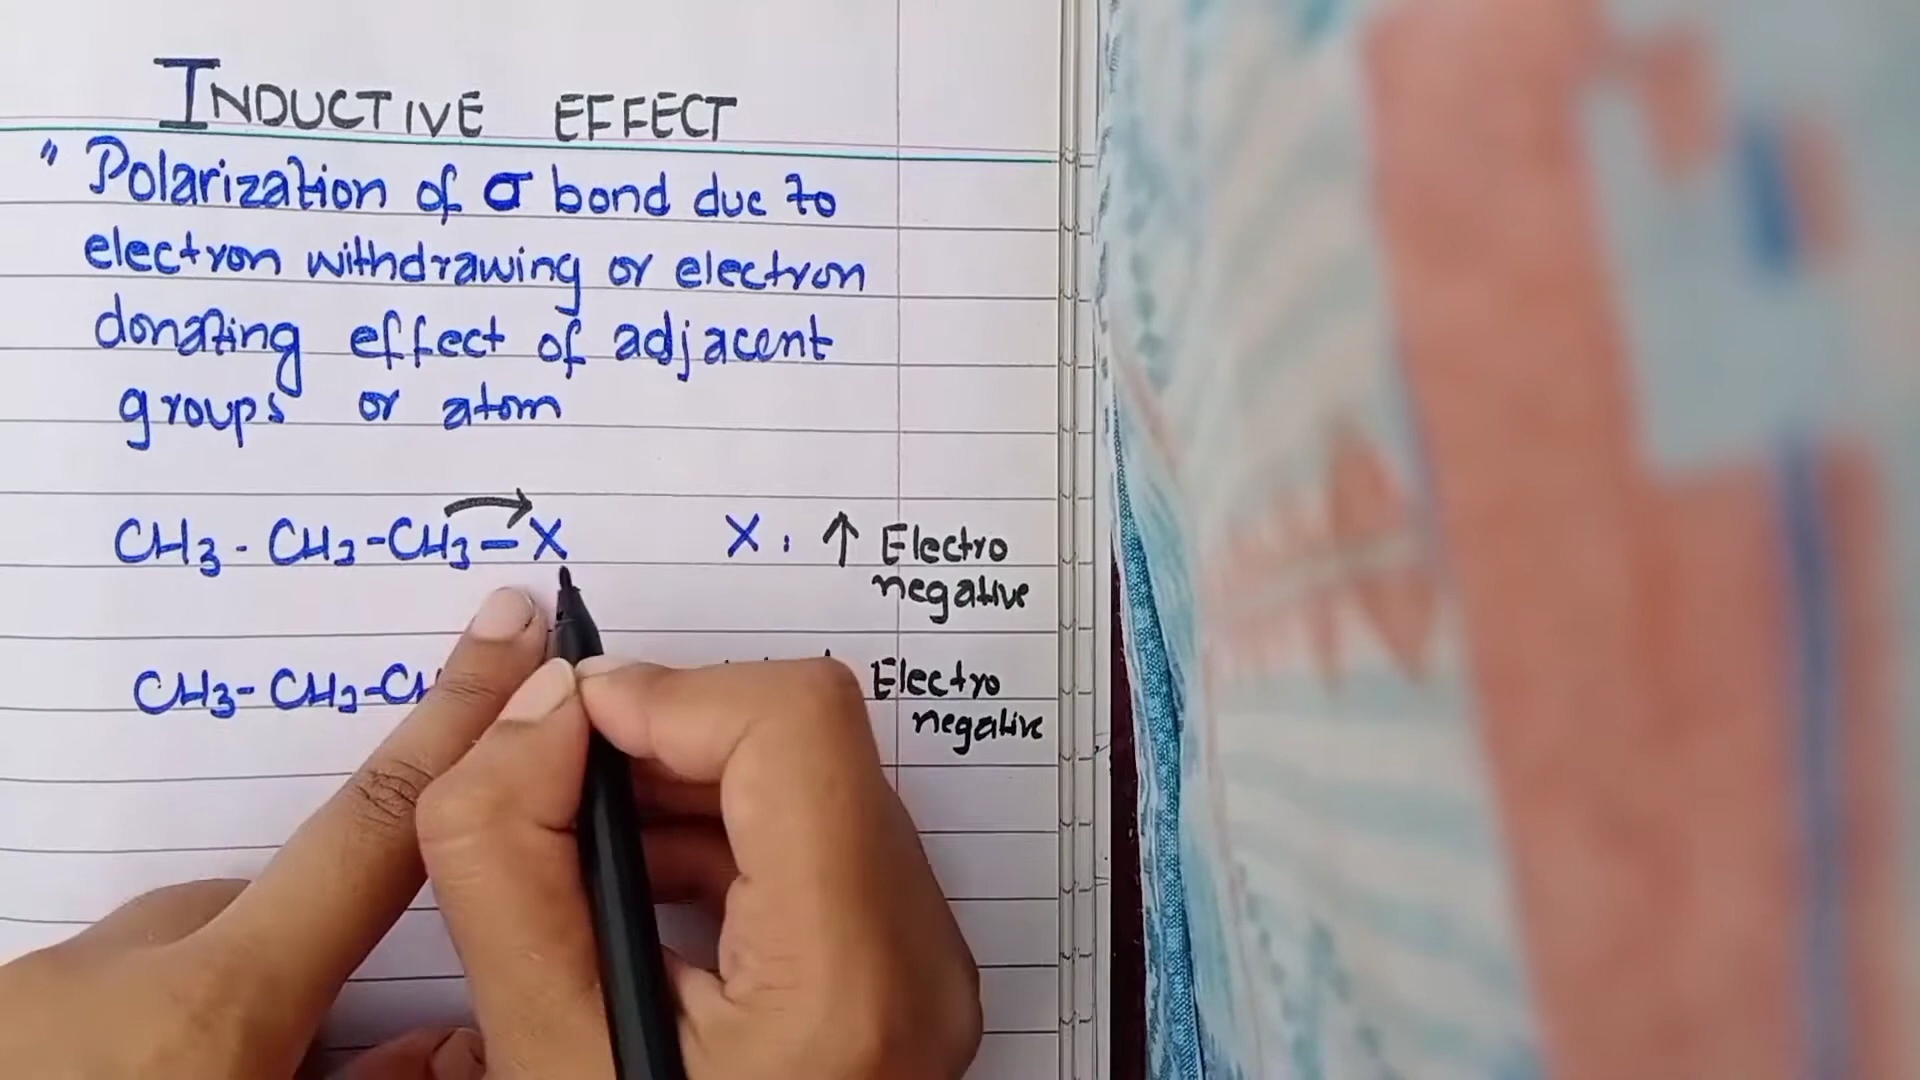 INDUCTIVE EFFECT
" Polarization of σ bond due to
electron withdrawing or electron
donating effect of adjacent
groups or atom
CH3 - CH2-CH3-X X : ↑ Electro
negative
CH3- CH2-CH Electro
negative